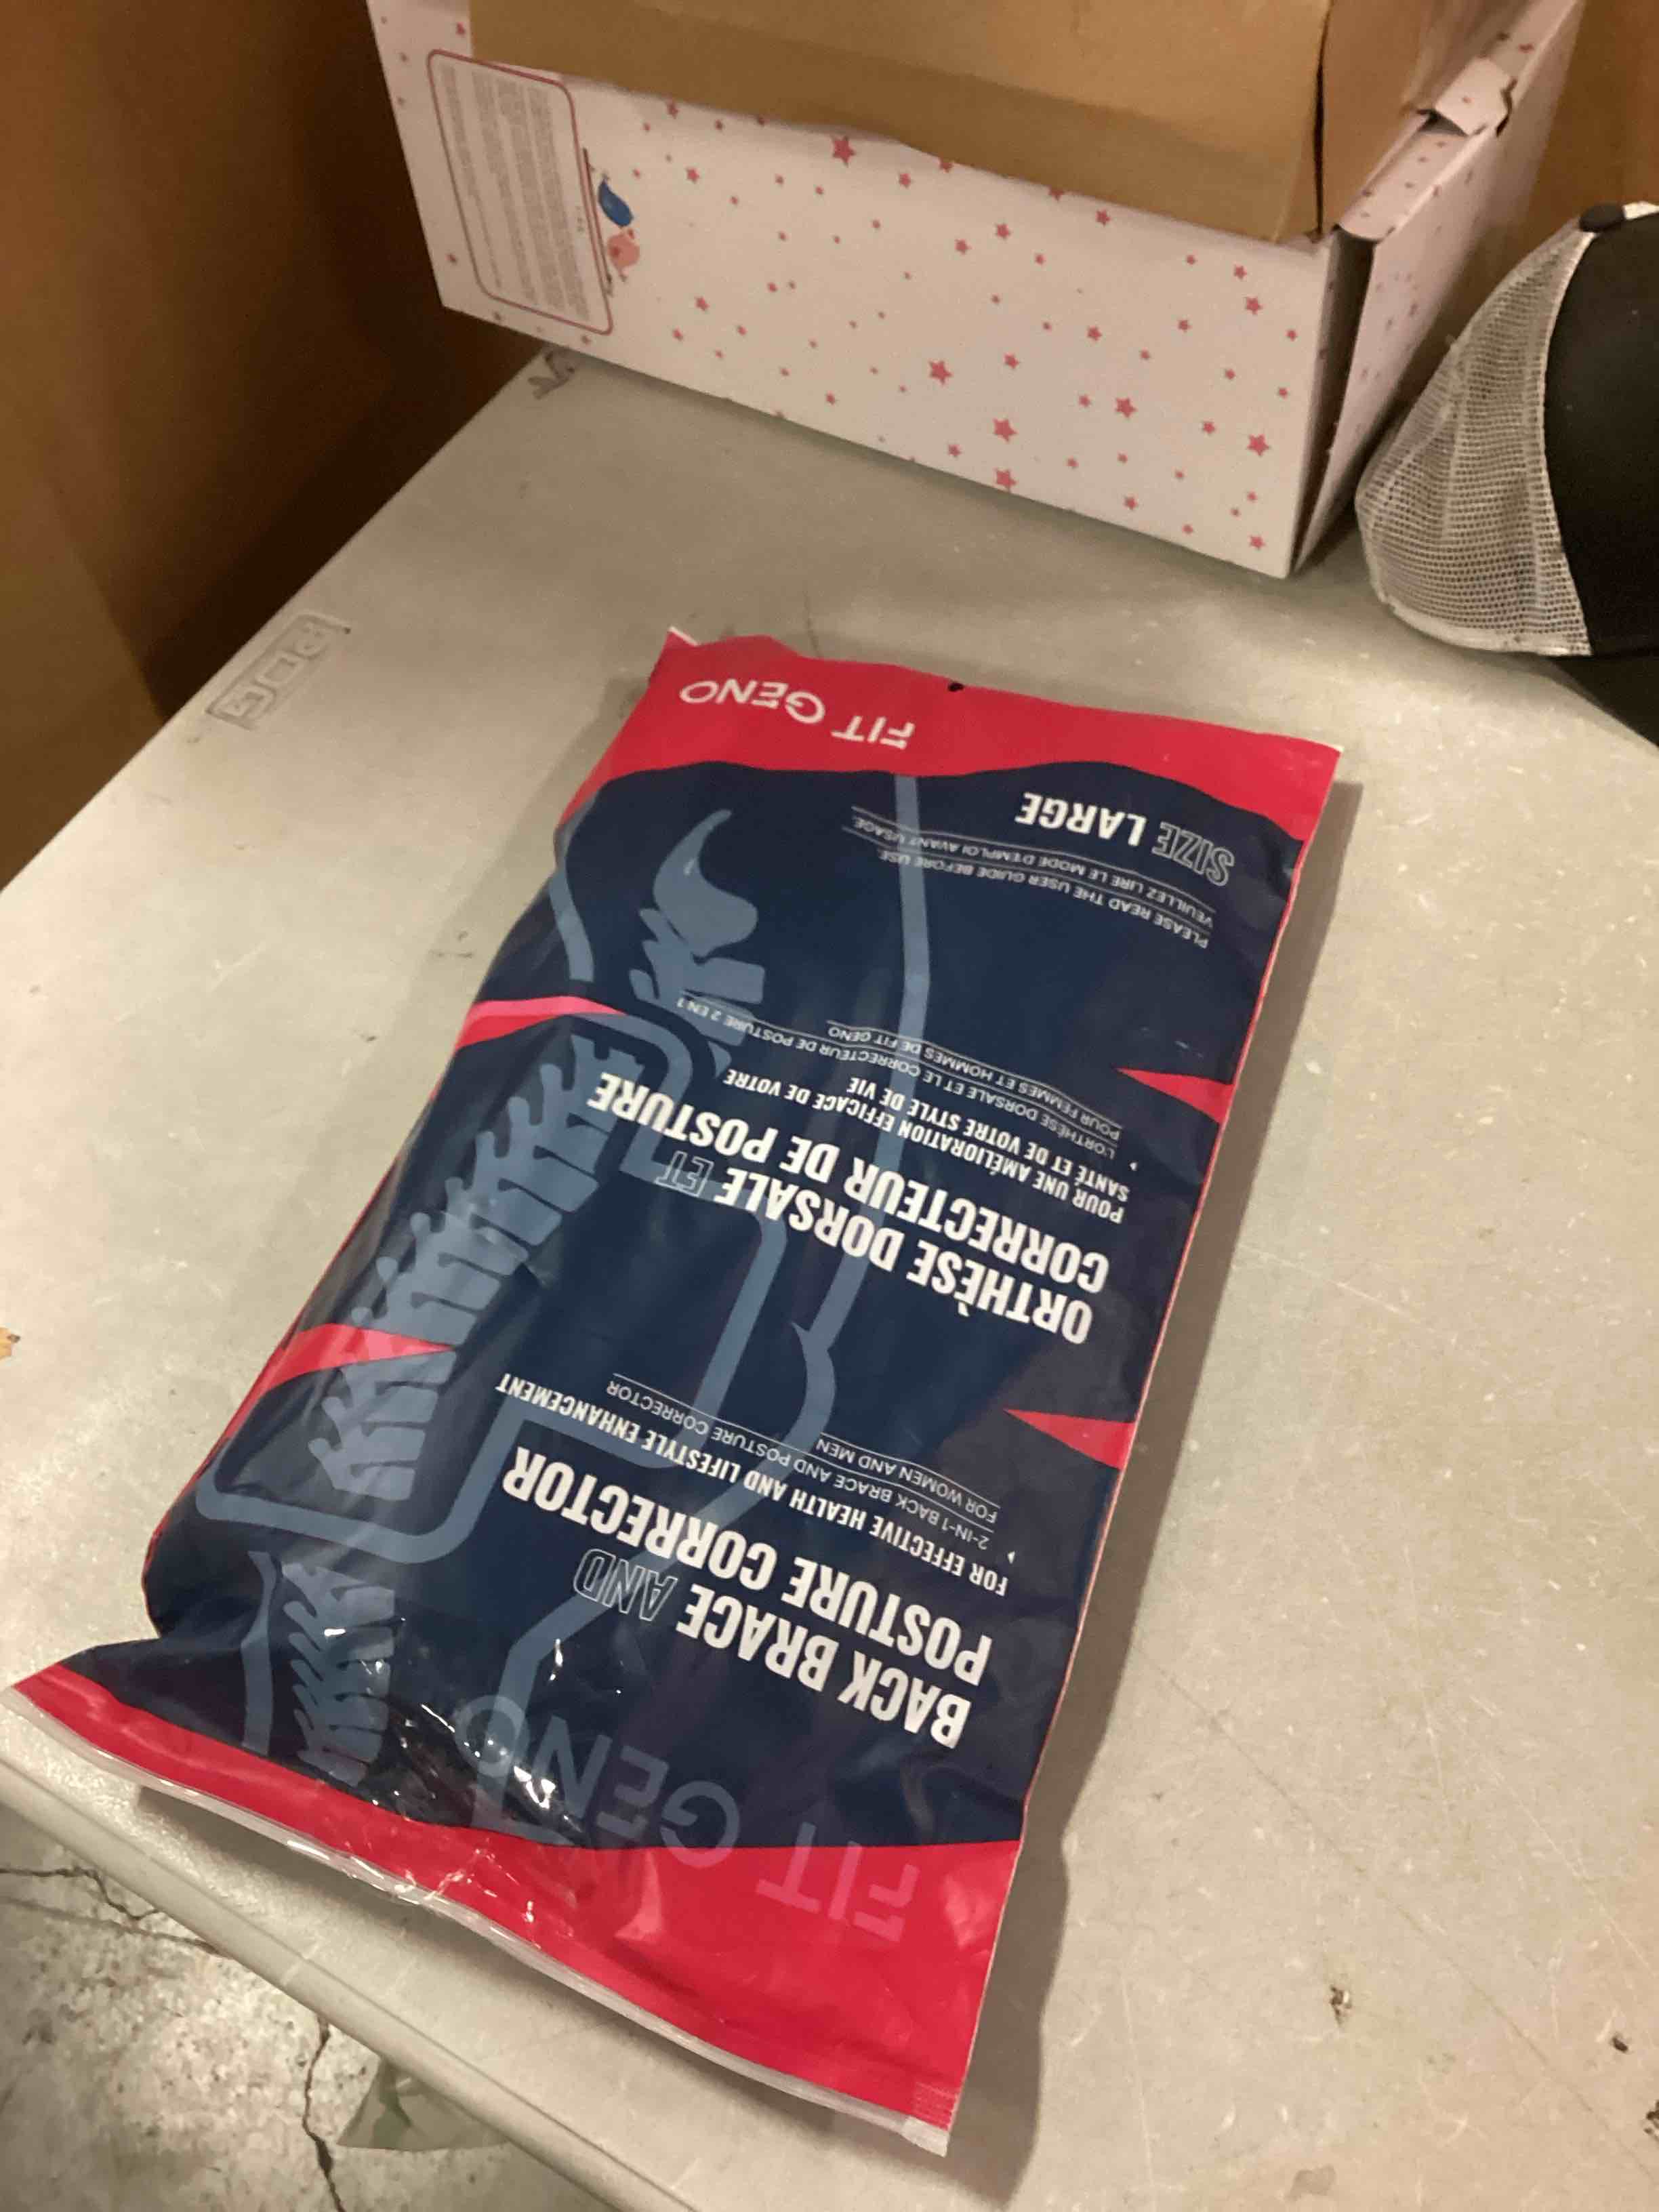 FIT GENO
BACK BRACE AND
POSTURE CORRECTOR
FOR EFFECTIVE HEALTH AND LIFESTYLE ENHANCEMENT
2-IN-1 BACK BRACE AND POSTURE CORRECTOR
FOR WOMEN AND MEN
ORTHÈSE DORSALE ET
CORRECTEUR DE POSTURE
POUR UNE AMÉLIORATION EFFICACE DE VOTRE
SANTÉ ET DE VOTRE STYLE DE VIE
L'ORTHÈSE DORSALE ET LE CORRECTEUR DE POSTURE 2 EN 1
POUR FEMMES ET HOMMES DE FIT GENO
PLEASE READ THE USER GUIDE BEFORE USE.
VEUILLEZ LIRE LE MODE D'EMPLOI AVANT USAGE.
SIZE LARGE
FIT GENO